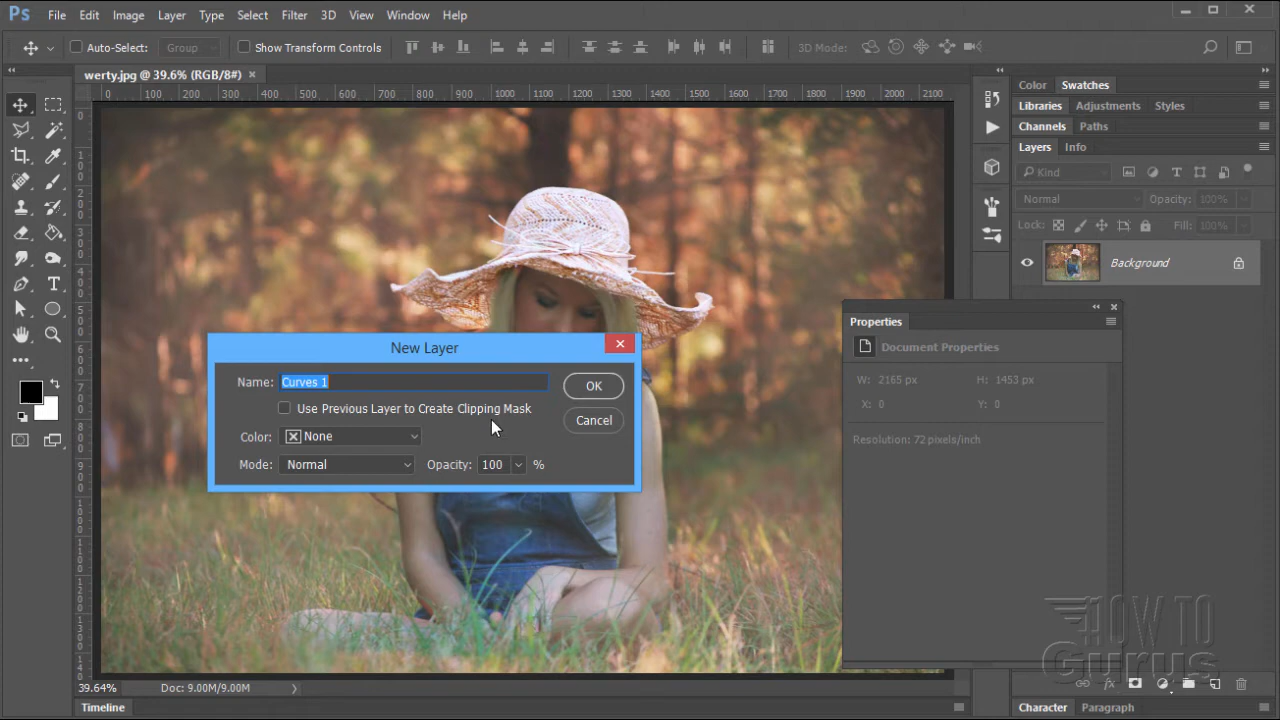 Ps File Edit Image Layer Type Select Filter 3D View Window Help
Auto-Select: Group Show Transform Controls 3D Mode:
werty.jpg @ 39.6% (RGB/8#) ×
0 100 200 300 400 500 600 700 800 900 1000 1100 1200 1300 1400 1500 1600 1700 1800 1900 2000 2100
Color Swatches
Libraries Adjustments Styles
Channels Paths
Layers Info
Kind
Normal Opacity: 100%
Lock: Fill: 100%
Background
Properties
Document Properties
W: 2165 px H: 1453 px
X: 0 Y: 0
Resolution: 72 pixels/inch
New Layer
Name: Curves 1 OK
Use Previous Layer to Create Clipping Mask
Cancel
Color: None
Mode: Normal Opacity: 100 %
HOW TO
Gurus
39.64% Doc: 9.00M/9.00M
Timeline
Character Paragraph